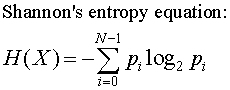 Shannon's entropy equation:
H(X) = -∑_{i=0}^{N-1} p_i log_2 p_i